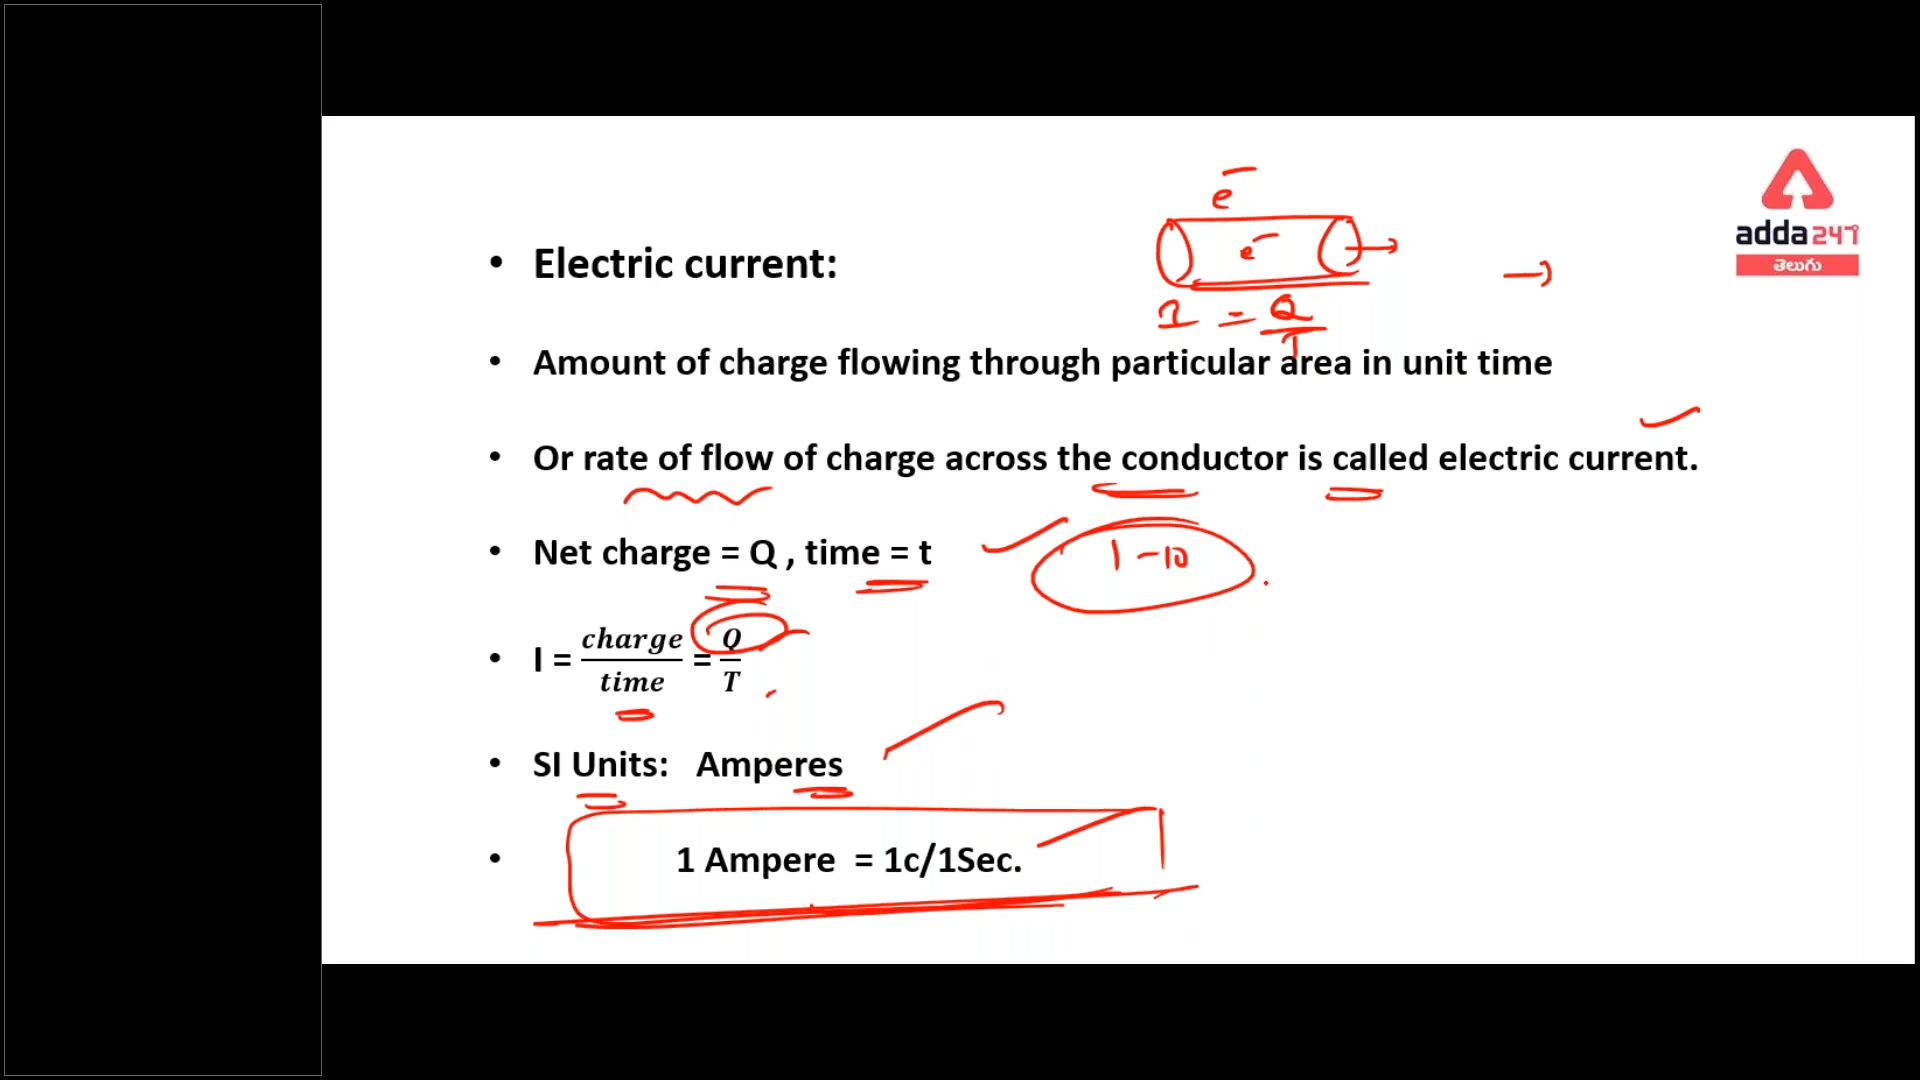 e⁻
adda247
తెలుగు
• Electric current:
e⁻
I = Q/T
• Amount of charge flowing through particular area in unit time
• Or rate of flow of charge across the conductor is called electric current.
• Net charge = Q , time = t
1 - 10
• I = charge/time = Q/T
• SI Units: Amperes
• 1 Ampere = 1c/1Sec.